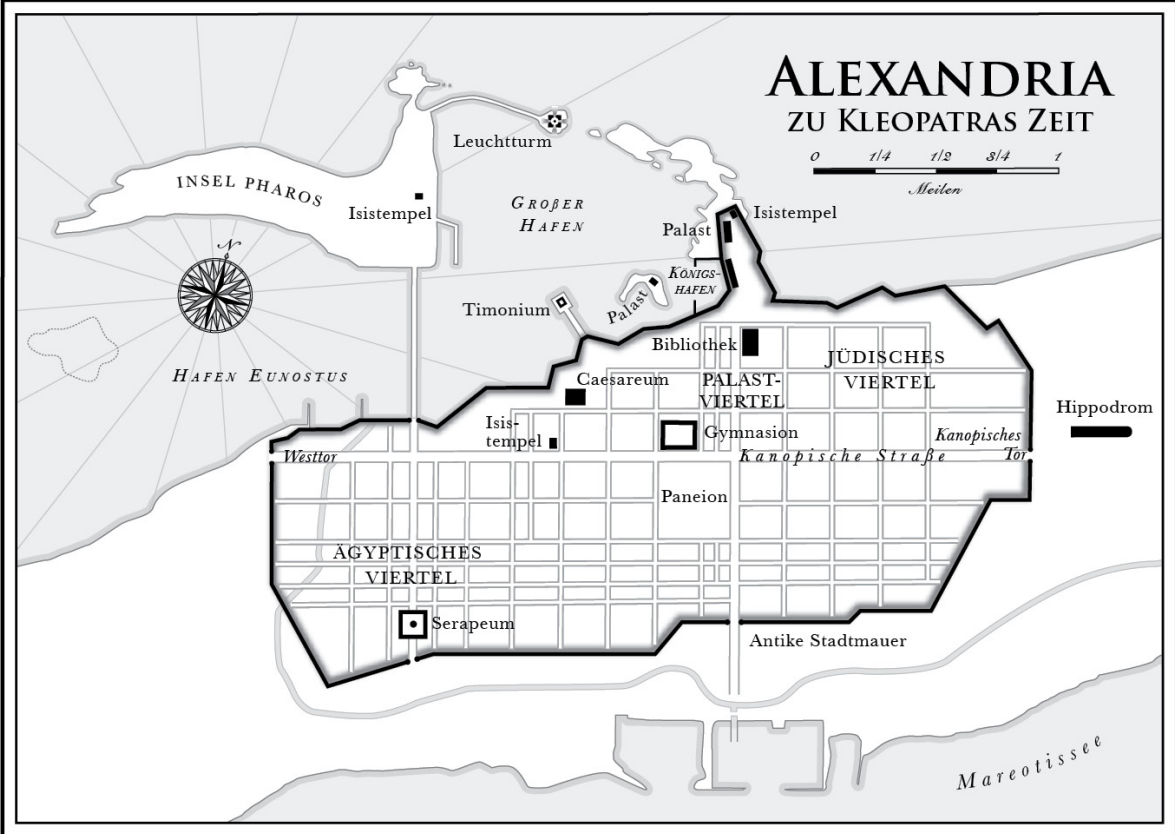 ALEXANDRIA
ZU KLEOPATRAS ZEIT
0 1/4 1/2 3/4 1
Meilen
Leuchtturm
INSEL PHAROS
Isistempel
GROßER
HAFEN
Isistempel
Palast
N
KÖNIGS-
HAFEN
Palast
Timonium
Bibliothek
JÜDISCHES
VIERTEL
HAFEN EUNOSTUS
Caesareum
PALAST-
VIERTEL
Hippodrom
Isis-
tempel
Gymnasion
Kanopisches
Tor
Westtor
Kanopische Straße
Paneion
ÄGYPTISCHES
VIERTEL
Serapeum
Antike Stadtmauer
Mareotissee